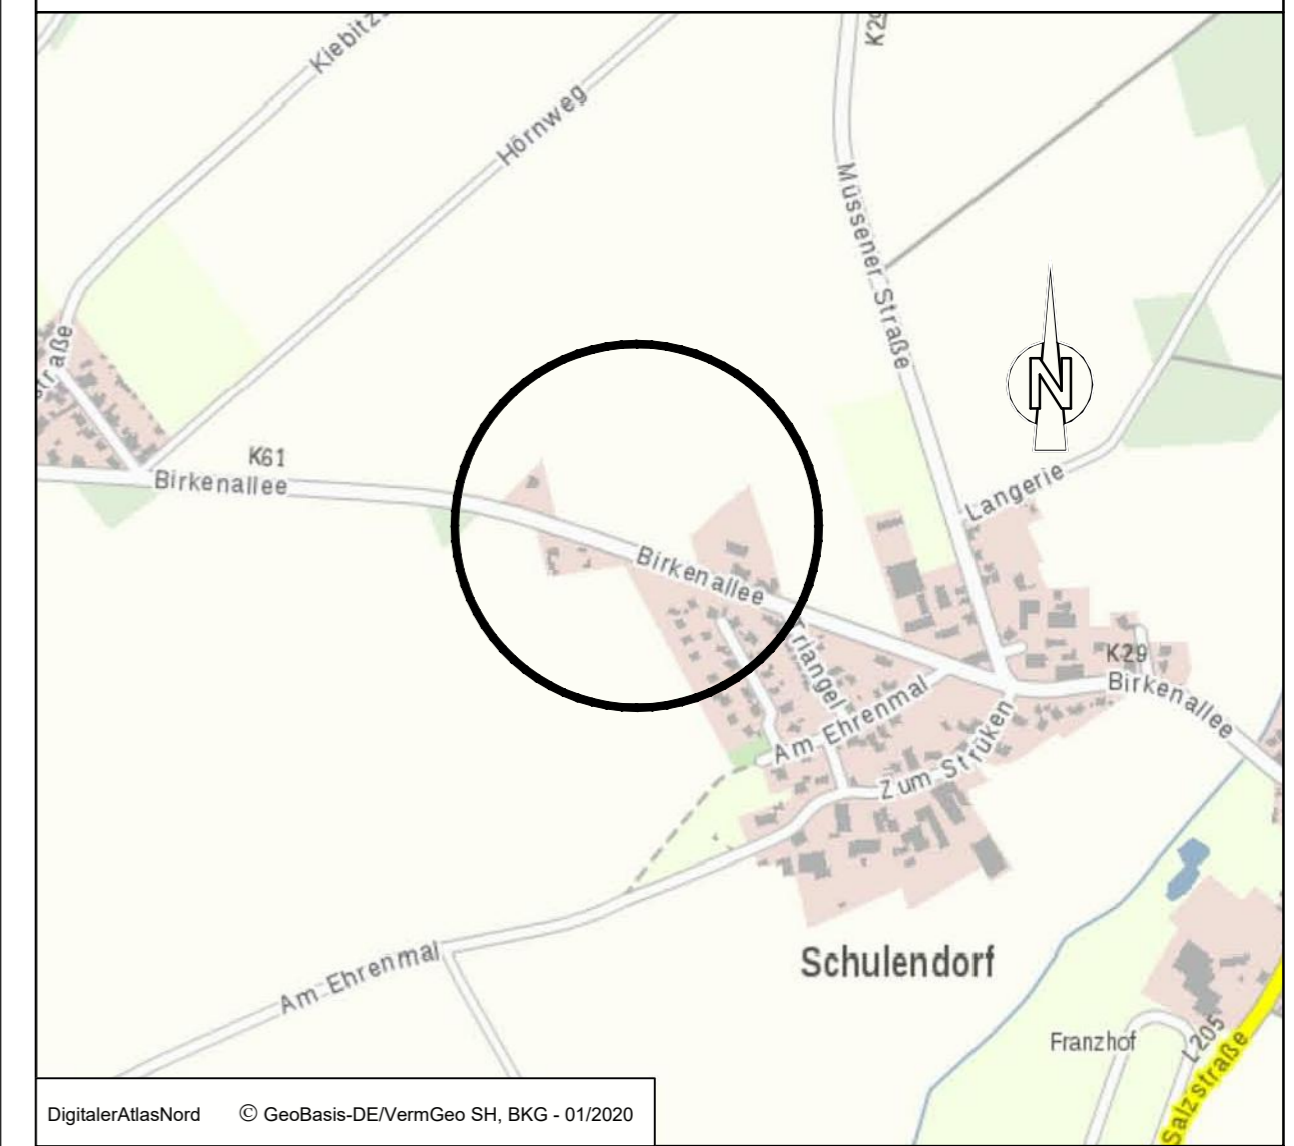 Kiebitz
K29
Hörnweg
Müssener Straße
straße
N
K61
Birkenallee
Langerie
Birkenallee
Triangel
K29
Birkenallee
Am Ehrenmal
Zum Strüken
Am Ehrenmal
Schulendorf
Franzhof
L205
Salzstraße
DigitalerAtlasNord © GeoBasis-DE/VermGeo SH, BKG - 01/2020